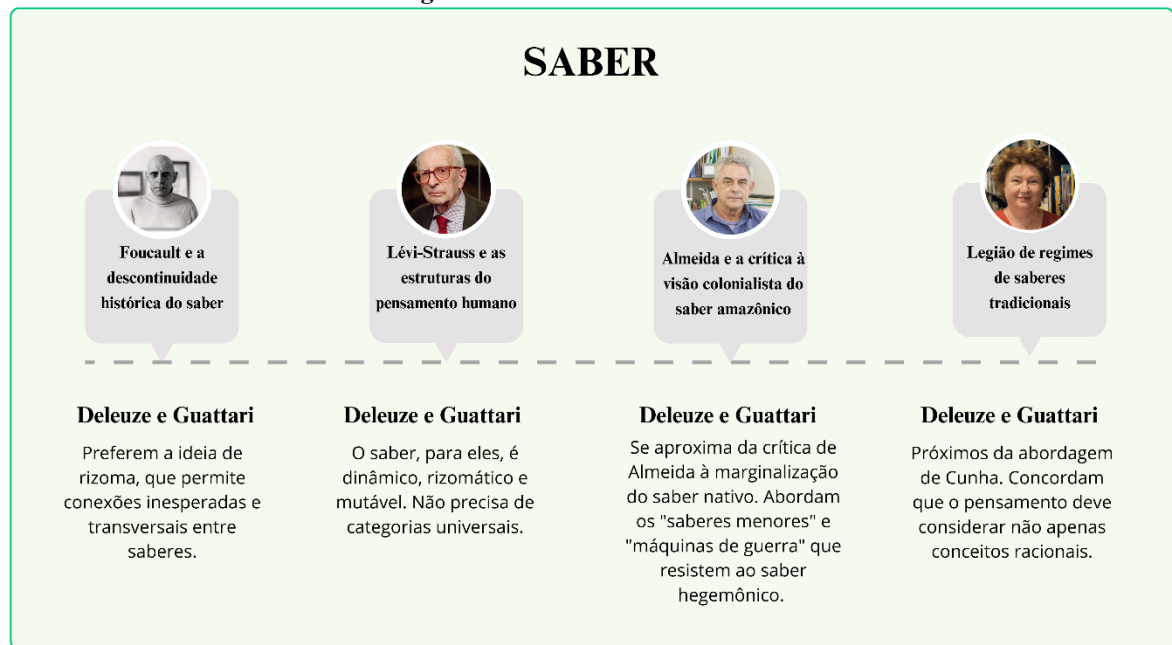 SABER
Foucault e a
descontinuidade
histórica do saber
Lévi-Strauss e as
estruturas do
pensamento humano
Almeida e a crítica à
visão colonialista do
saber amazônico
Legião de regimes
de saberes
tradicionais
Deleuze e Guattari
Preferem a ideia de
rizoma, que permite
conexões inesperadas e
transversais entre
saberes.
Deleuze e Guattari
O saber, para eles, é
dinâmico, rizomático e
mutável. Não precisa de
categorias universais.
Deleuze e Guattari
Se aproxima da crítica de
Almeida à marginalização
do saber nativo. Abordam
os "saberes menores" e
"máquinas de guerra" que
resistem ao saber
hegemônico.
Deleuze e Guattari
Próximos da abordagem
de Cunha. Concordam
que o pensamento deve
considerar não apenas
conceitos racionais.